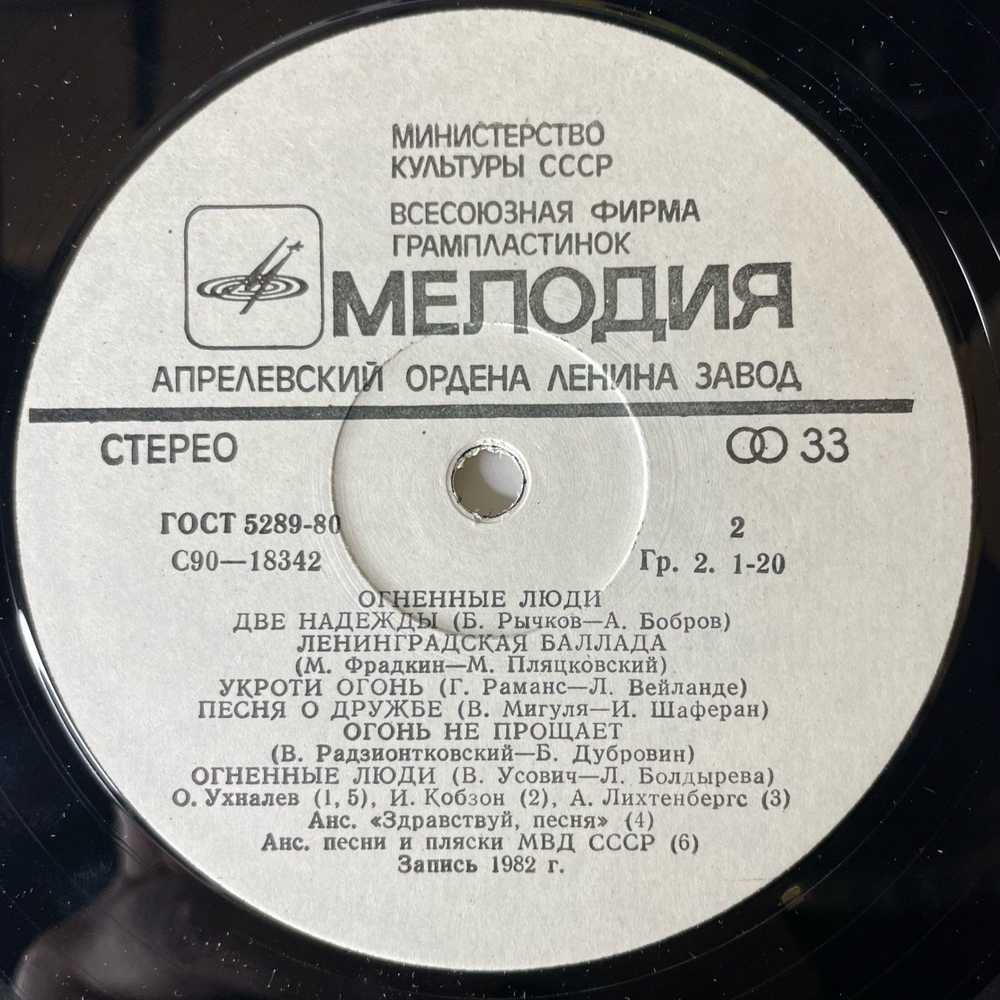 МИНИСТЕРСТВО
КУЛЬТУРЫ СССР
ВСЕСОЮЗНАЯ ФИРМА
ГРАМПЛАСТИНОК
МЕЛОДИЯ
АПРЕЛЕВСКИЙ ОРДЕНА ЛЕНИНА ЗАВОД
СТЕРЕО
33
ГОСТ 5289-80
2
С90—18342
Гр. 2. 1-20
ОГНЕННЫЕ ЛЮДИ
ДВЕ НАДЕЖДЫ (Б. Рычков—А. Бобров)
ЛЕНИНГРАДСКАЯ БАЛЛАДА
(М. Фрадкин—М. Пляцковский)
УКРОТИ ОГОНЬ (Г. Раманс—Л. Вейланде)
ПЕСНЯ О ДРУЖБЕ (В. Мигуля—И. Шаферан)
ОГОНЬ НЕ ПРОЩАЕТ
(В. Радзионтковский—Б. Дубровин)
ОГНЕННЫЕ ЛЮДИ (В. Усович—Л. Болдырева)
О. Ухналев (1, 5), И. Кобзон (2), А. Лихтенбергс (3)
Анс. «Здравствуй, песня» (4)
Анс. песни и пляски МВД СССР (6)
Запись 1982 г.